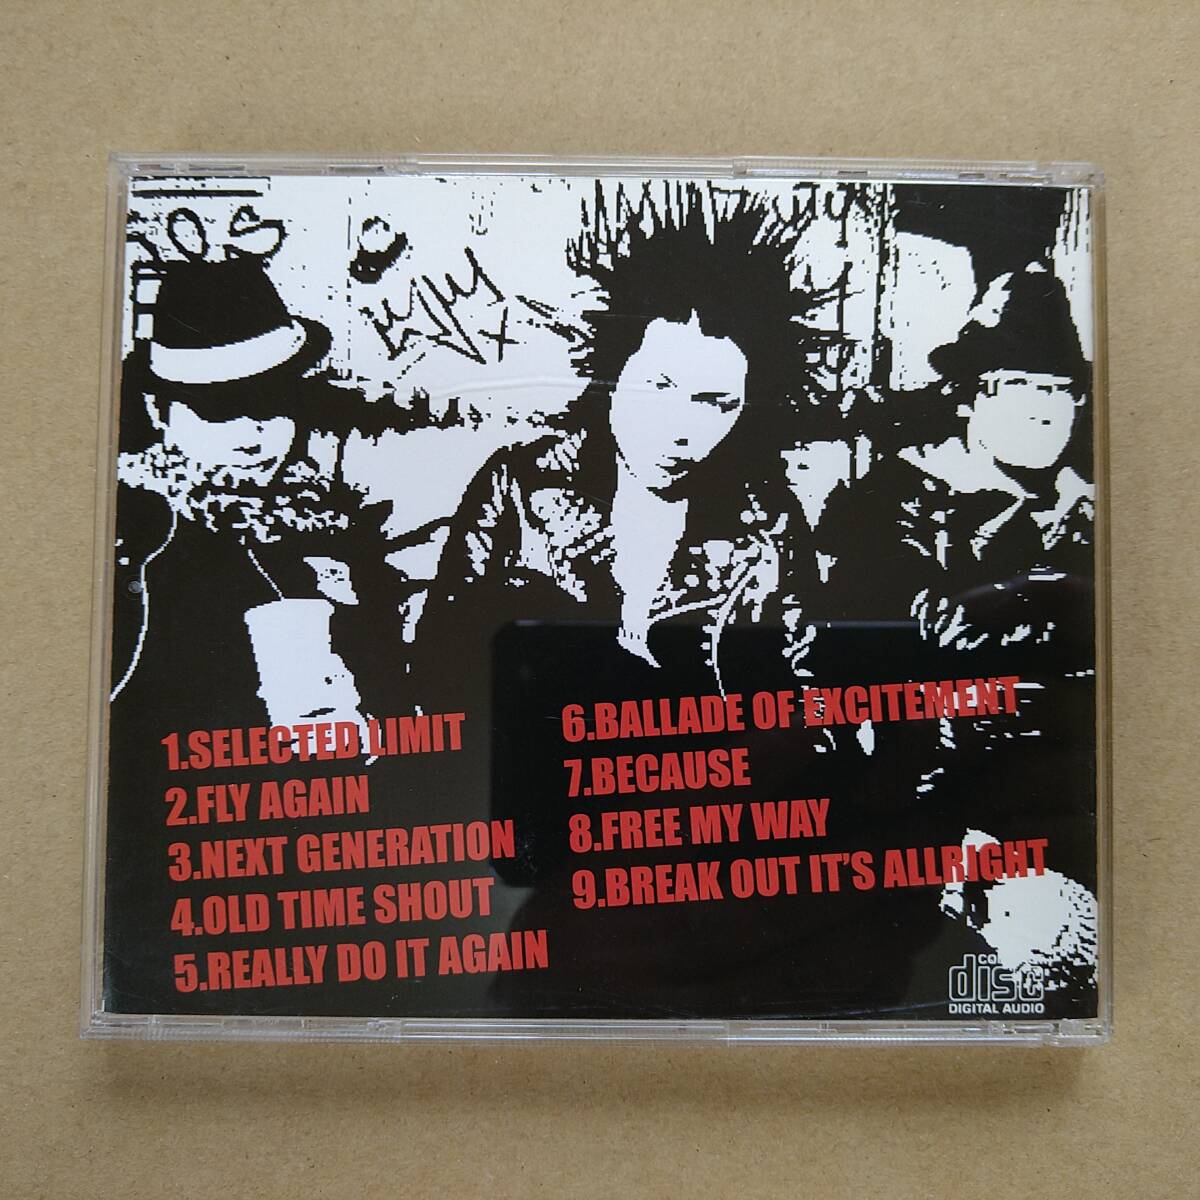 1.SELECTED LIMIT
2.FLY AGAIN
3.NEXT GENERATION
4.OLD TIME SHOUT
5.REALLY DO IT AGAIN
6.BALLADE OF EXCITEMENT
7.BECAUSE
8.FREE MY WAY
9.BREAK OUT IT'S ALLRIGHT
disc
DIGITAL AUDIO